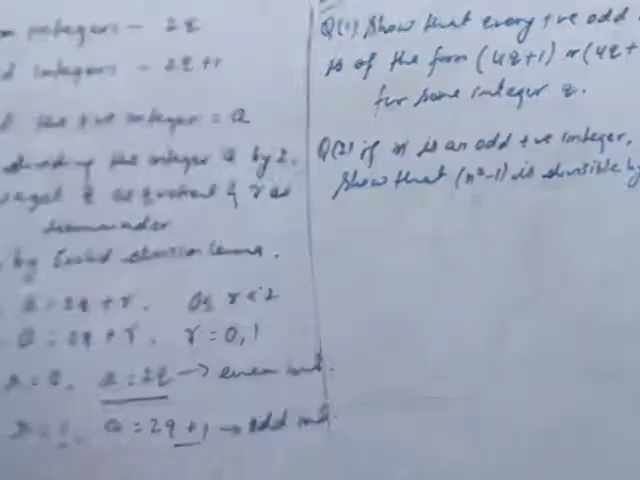 integers - 2q
integers - 2q+1
the +ve integer = a
dividing the integer a by 2,
get q as quotient & r as
remainder
by Euclid division lemma.
a = 2q + r, 0≤ r < 2
a = 2q + r, r = 0, 1
r = 0, a = 2q → even int.
a = 2q + 1 → odd int.
Q(1) Show that every +ve odd
is of the form (4q+1) or (4q+
for some integer q.
Q(2) if n is an odd +ve integer,
show that (n²-1) is divisible by